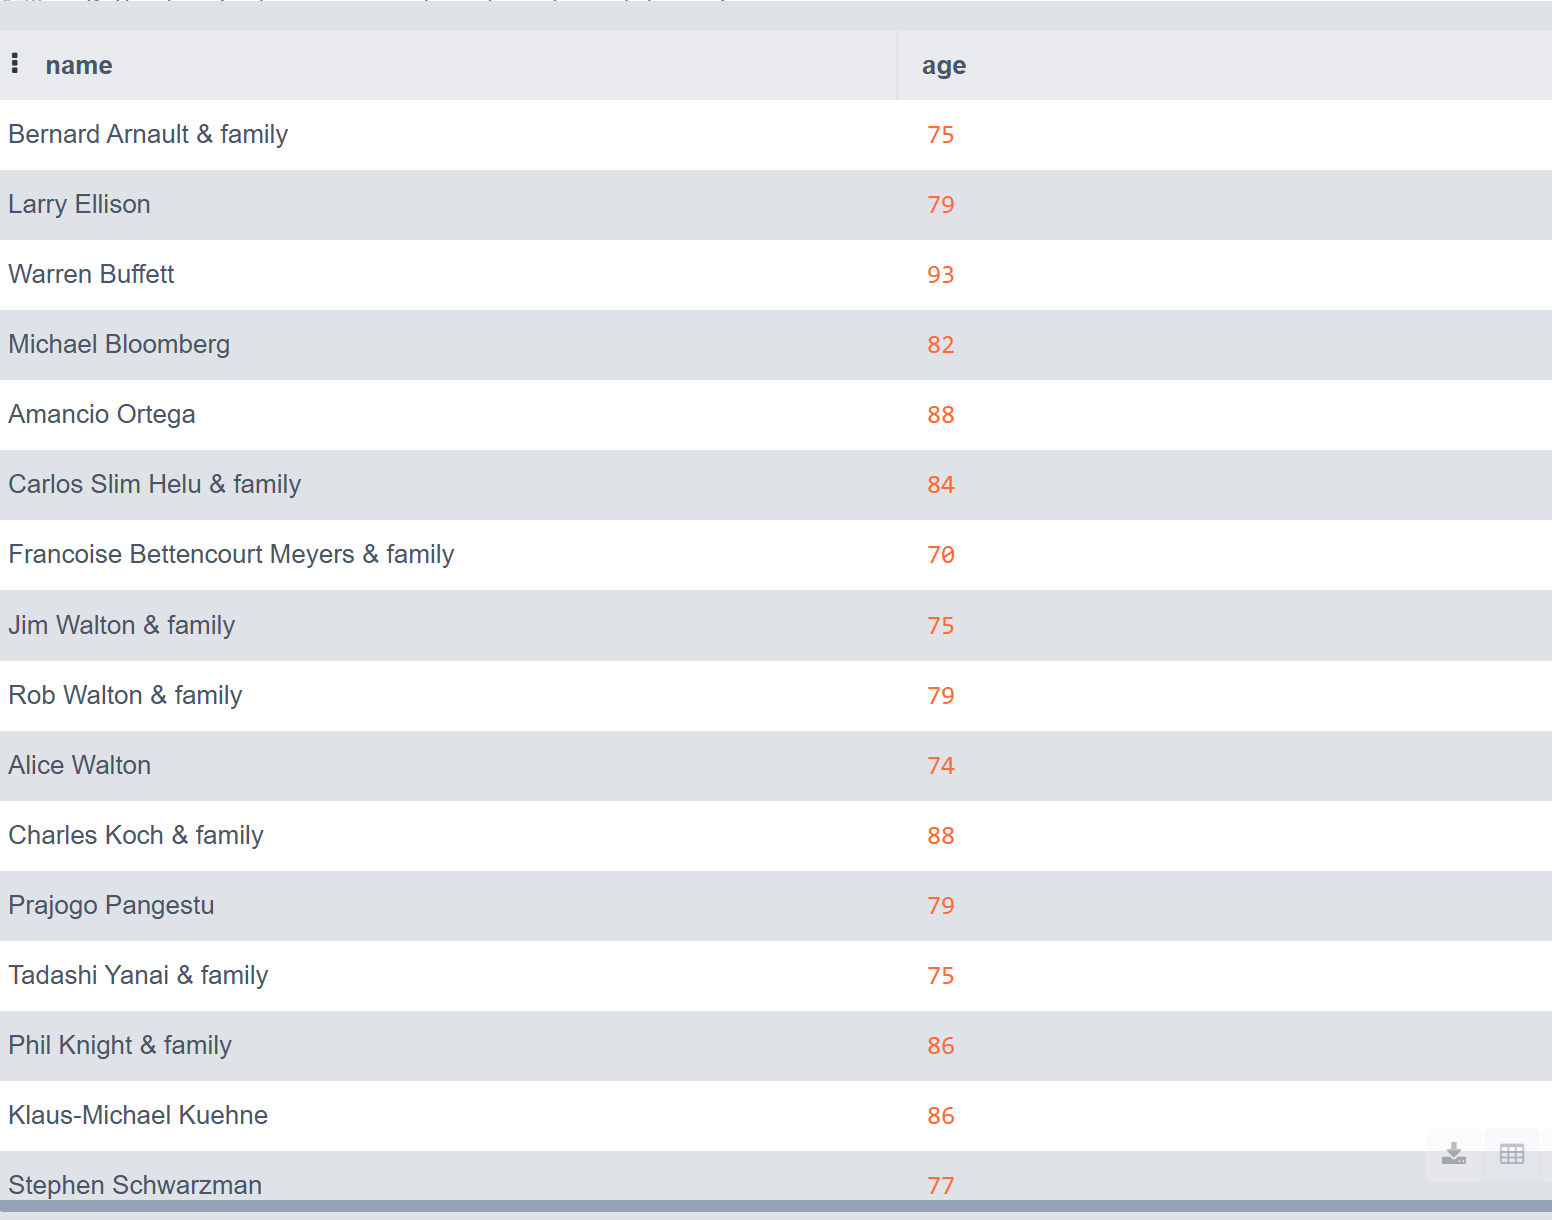 name age
Bernard Arnault & family 75
Larry Ellison 79
Warren Buffett 93
Michael Bloomberg 82
Amancio Ortega 88
Carlos Slim Helu & family 84
Francoise Bettencourt Meyers & family 70
Jim Walton & family 75
Rob Walton & family 79
Alice Walton 74
Charles Koch & family 88
Prajogo Pangestu 79
Tadashi Yanai & family 75
Phil Knight & family 86
Klaus-Michael Kuehne 86
Stephen Schwarzman 77